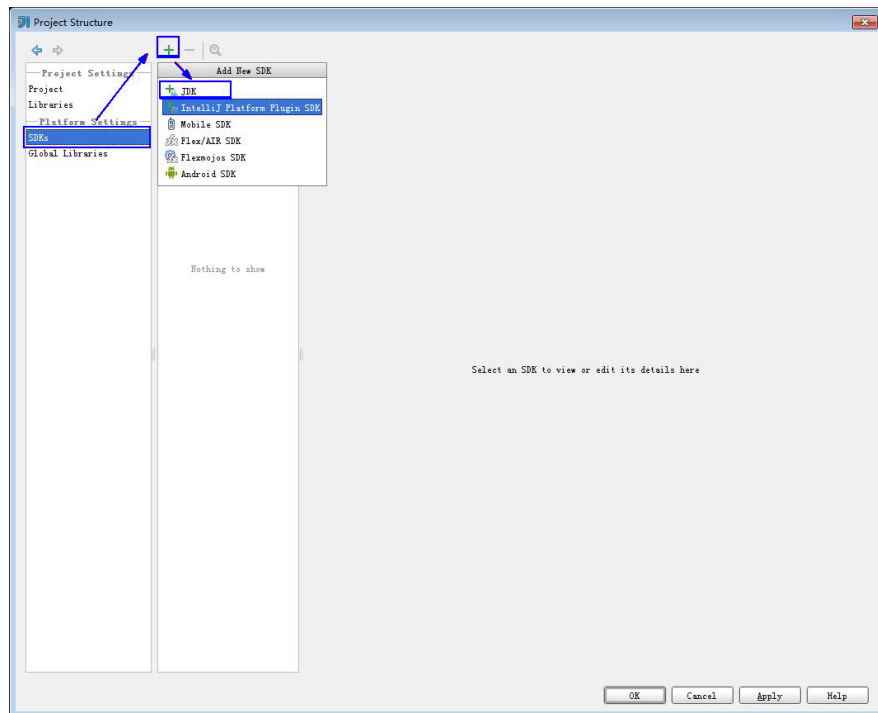 Project Structure
Project Settings
Project
Libraries
Platform Settings
SDKs
Global Libraries
Add New SDK
JDK
IntelliJ Platform Plugin SDK
Mobile SDK
Flex/AIR SDK
Flexmojos SDK
Android SDK
Nothing to show
Select an SDK to view or edit its details here
OK Cancel Apply Help